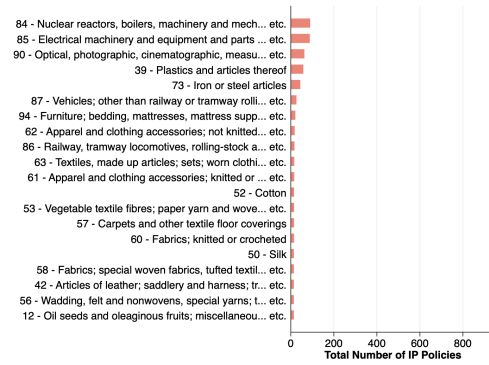 84 - Nuclear reactors, boilers, machinery and mech... etc.
85 - Electrical machinery and equipment and parts ... etc.
90 - Optical, photographic, cinematographic, measu... etc.
39 - Plastics and articles thereof
73 - Iron or steel articles
87 - Vehicles; other than railway or tramway rolli... etc.
94 - Furniture; bedding, mattresses, mattress supp... etc.
62 - Apparel and clothing accessories; not knitted... etc.
86 - Railway, tramway locomotives, rolling-stock a... etc.
63 - Textiles, made up articles; sets; worn clothi... etc.
61 - Apparel and clothing accessories; knitted or ... etc.
52 - Cotton
53 - Vegetable textile fibres; paper yarn and wove... etc.
57 - Carpets and other textile floor coverings
60 - Fabrics; knitted or crocheted
50 - Silk
58 - Fabrics; special woven fabrics, tufted textil... etc.
42 - Articles of leather; saddlery and harness; tr... etc.
56 - Wadding, felt and nonwovens, special yarns; t... etc.
12 - Oil seeds and oleaginous fruits; miscellaneou... etc.
0 200 400 600 800
Total Number of IP Policies